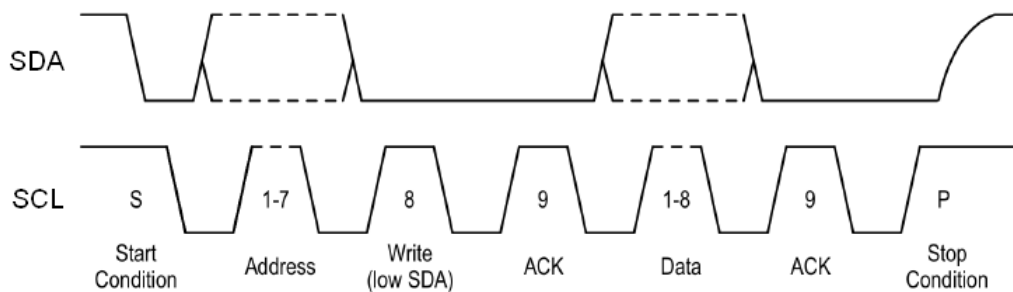 SDA
SCL
S 1-7 8 9 1-8 9 P
Start Condition
Address
Write (low SDA)
ACK
Data
ACK
Stop Condition